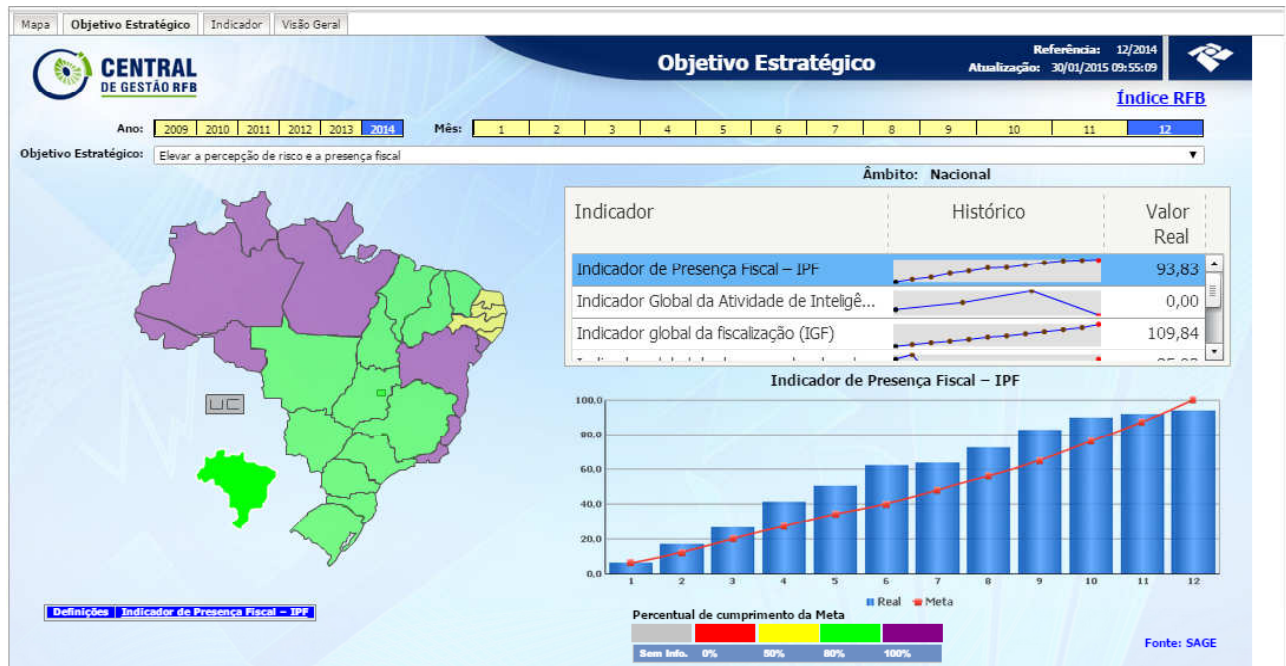 Mapa Objetivo Estratégico Indicador Visão Geral
CENTRAL
DE GESTÃO RFB
Objetivo Estratégico
Referência: 12/2014
Atualização: 30/01/2015 09:55:09
Índice RFB
Ano: 2009 2010 2011 2012 2013 2014 Mês: 1 2 3 4 5 6 7 8 9 10 11 12
Objetivo Estratégico: Elevar a percepção de risco e a presença fiscal
Âmbito: Nacional
Indicador Histórico Valor
Real
Indicador de Presença Fiscal – IPF 93,83
Indicador Global da Atividade de Inteligê... 0,00
Indicador global da fiscalização (IGF) 109,84
UC
Indicador de Presença Fiscal – IPF
100,0
80,0
60,0
40,0
20,0
0,0
1 2 3 4 5 6 7 8 9 10 11 12
Real Meta
Definições Indicador de Presença Fiscal – IPF
Percentual de cumprimento da Meta
Sem Info. 0% 50% 80% 100%
Fonte: SAGE